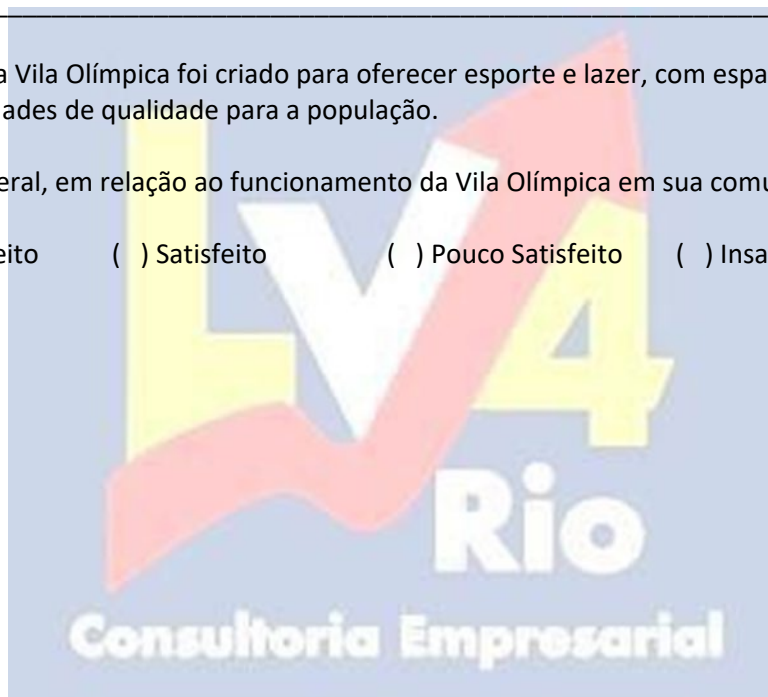 a Vila Olímpica foi criado para oferecer esporte e lazer, com espa
ades de qualidade para a população.
eral, em relação ao funcionamento da Vila Olímpica em sua comu
eito ( ) Satisfeito ( ) Pouco Satisfeito ( ) Insa
LV4
Rio
Consultoria Empresarial